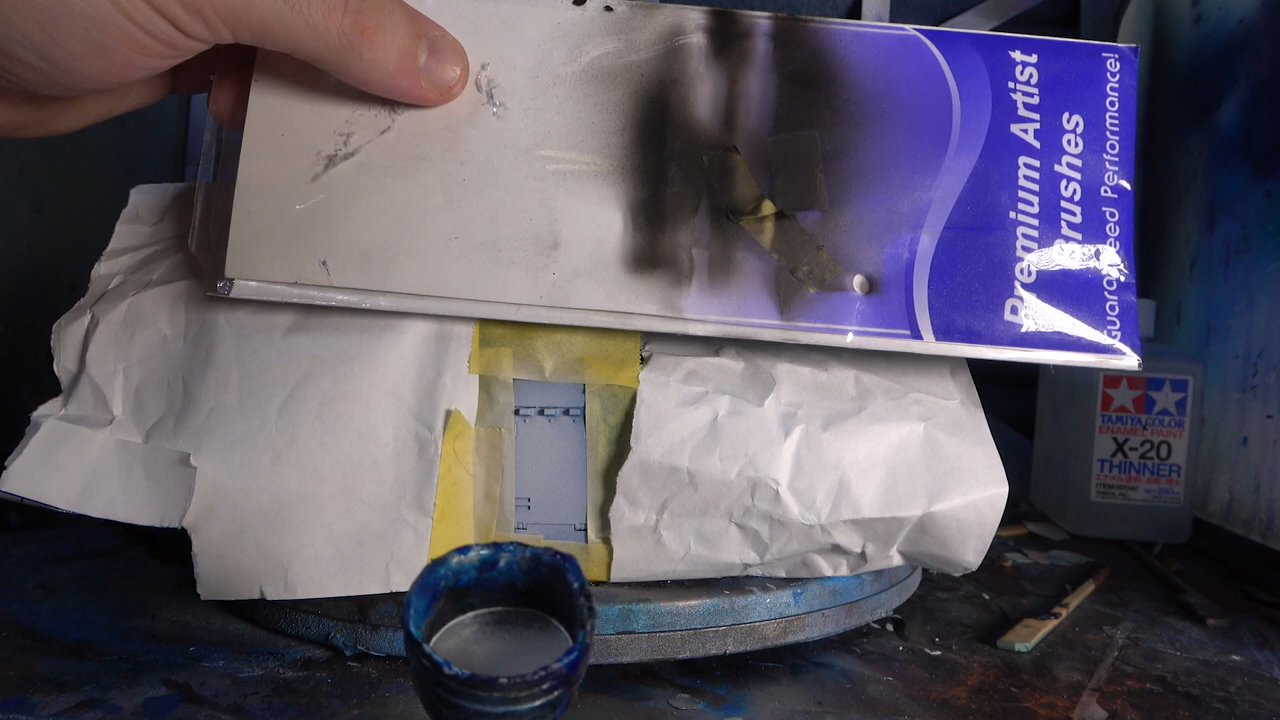 Premium Artist
Brushes
Guaranteed Performance!
TAMIYA COLOR
ENAMEL PAINT
X-20
THINNER